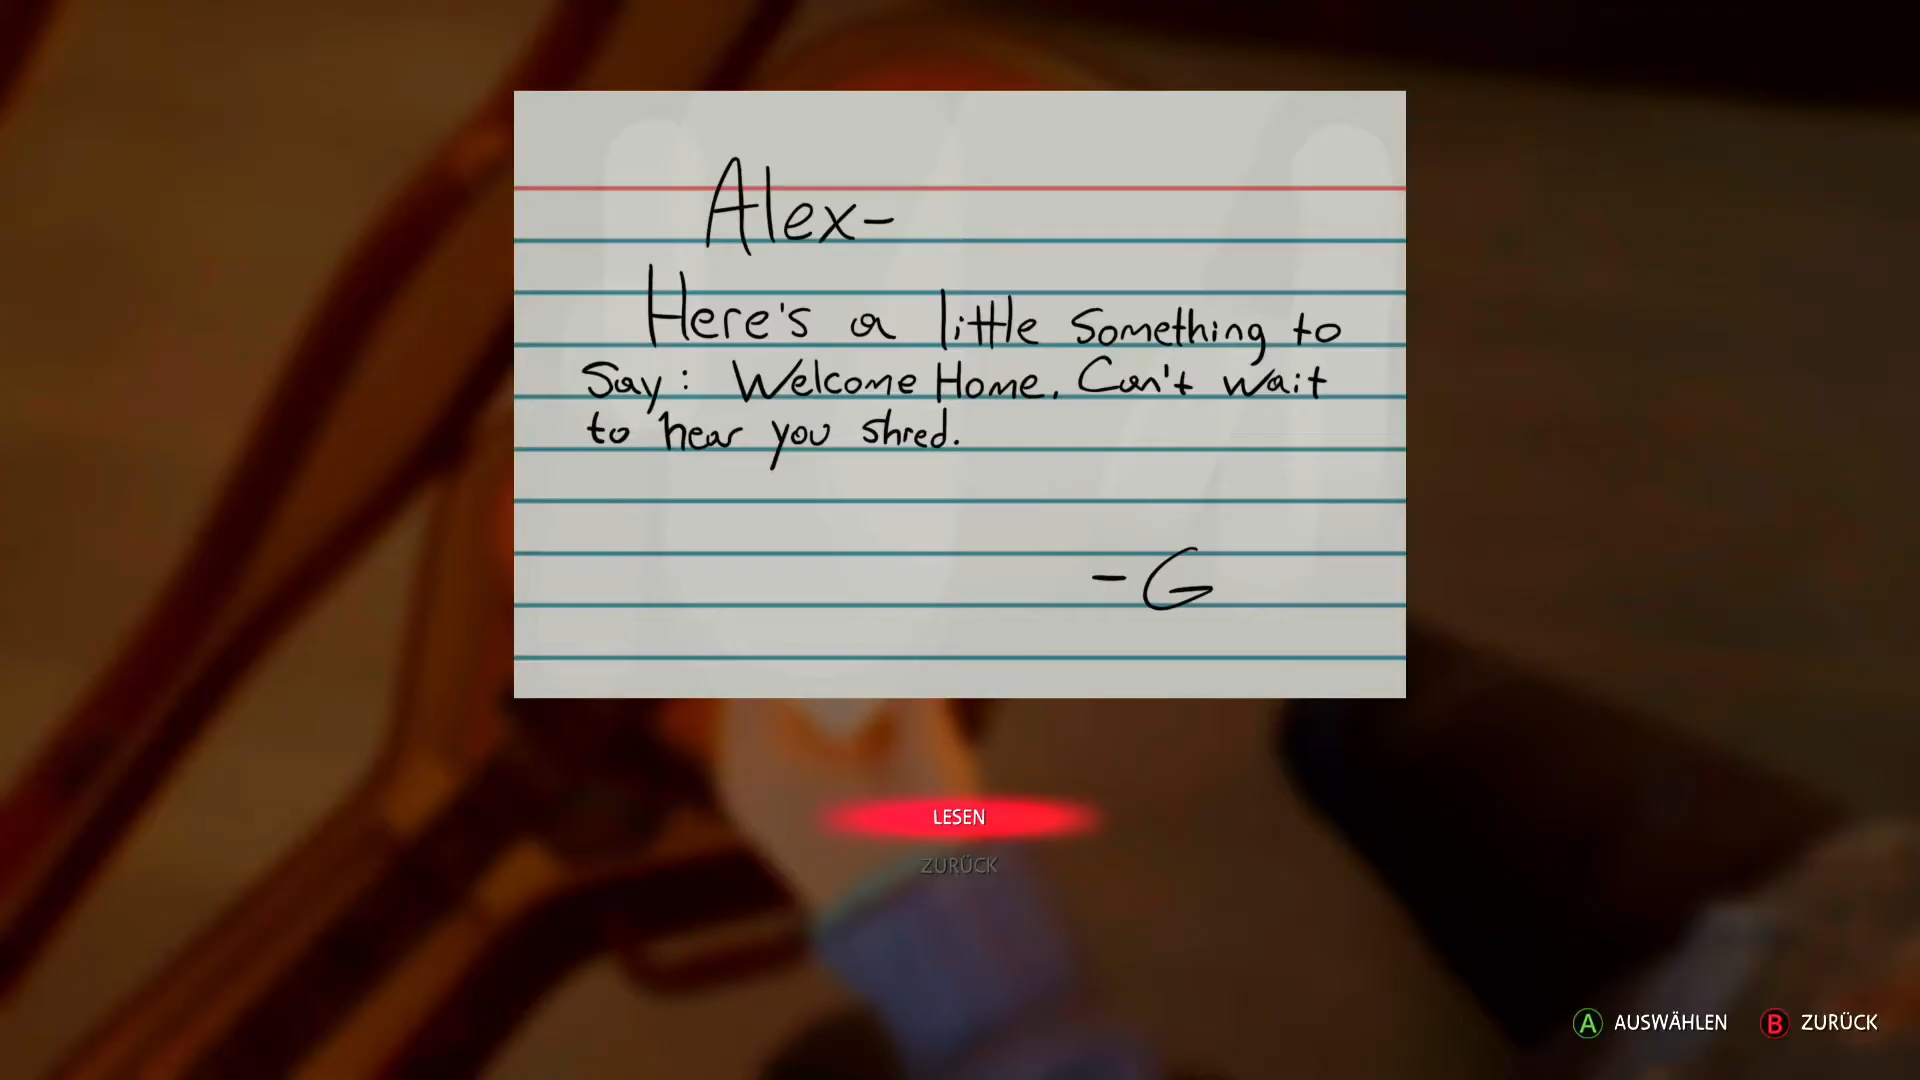 Alex-
Here's a little Something to
Say: Welcome Home. Can't wait
to hear you shred.
-G
LESEN
ZURÜCK
A AUSWÄHLEN B ZURÜCK